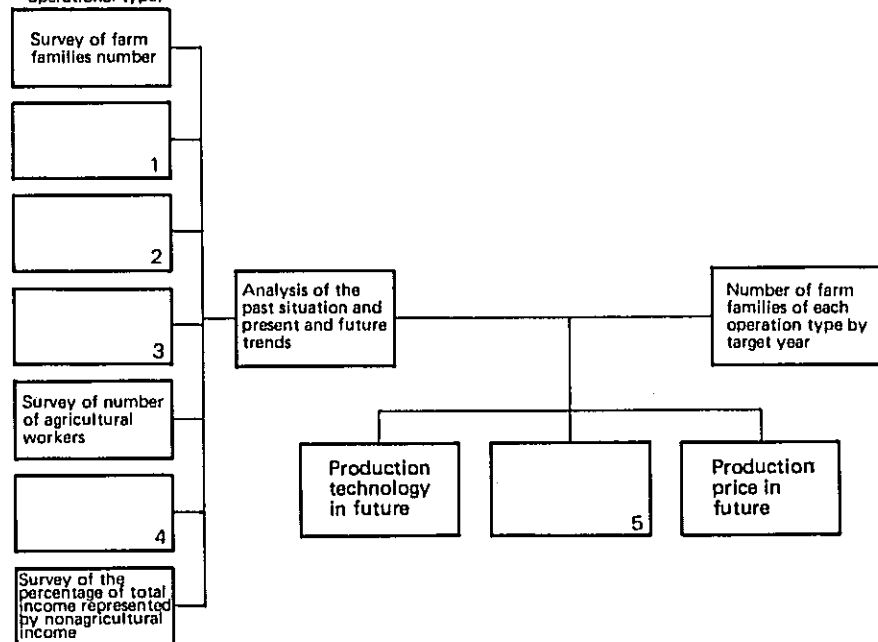 operational type.
Survey of farm
families number
1
2
3
Survey of number
of agricultural
workers
4
Survey of the
percentage of total
income represented
by nonagricultural
income
Analysis of the
past situation and
present and future
trends
Number of farm
families of each
operation type by
target year
Production
technology
in future
5
Production
price in
future